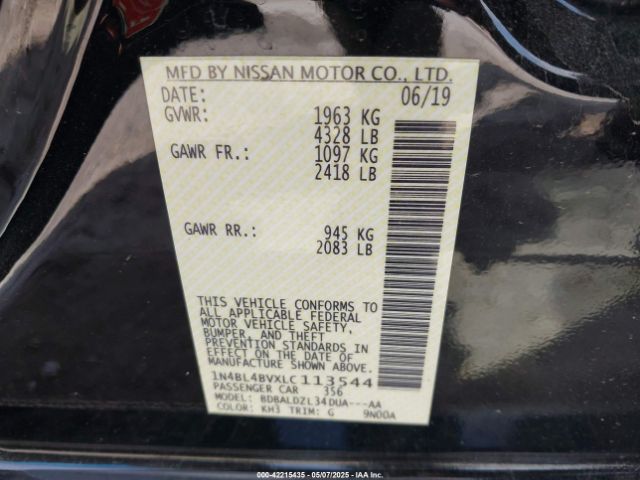 MFD BY NISSAN MOTOR CO., LTD.
DATE: 06/19
GVWR: 1963 KG
4328 LB
GAWR FR.: 1097 KG
2418 LB
GAWR RR.: 945 KG
2083 LB
THIS VEHICLE CONFORMS TO
ALL APPLICABLE FEDERAL
MOTOR VEHICLE SAFETY,
BUMPER, AND THEFT
PREVENTION STANDARDS IN
EFFECT ON THE DATE OF
MANUFACTURE SHOWN ABOVE.
1N4BL4BVXLC113544
PASSENGER CAR 356
MODEL: BDBALDZL34DUA---AA
COLOR: KH3 TRIM: G 9N00A
000-42215435 - 05/07/2025 - © IAA Holdings, LLC